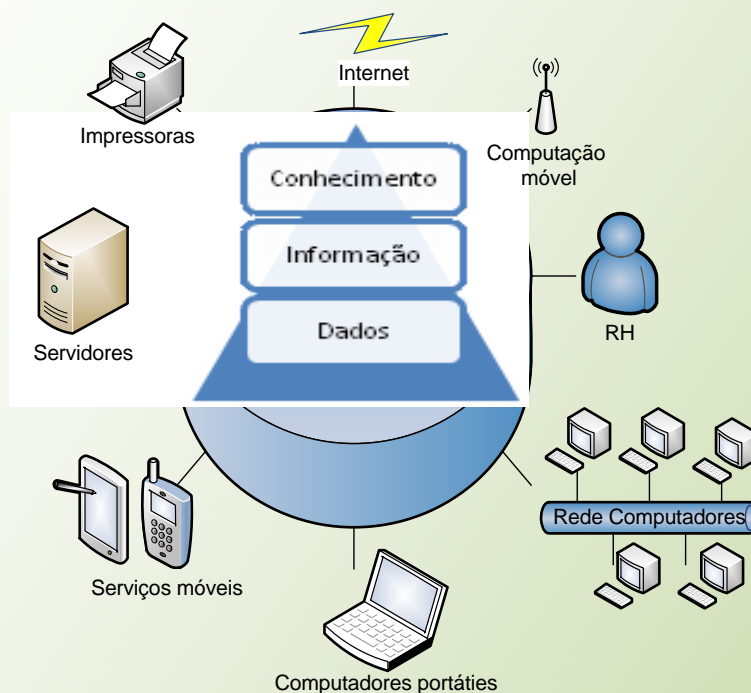 Internet
Impressoras
Computação
móvel
Conhecimento
Informação
Dados
Servidores
RH
Rede Computadores
Serviços móveis
Computadores portáties